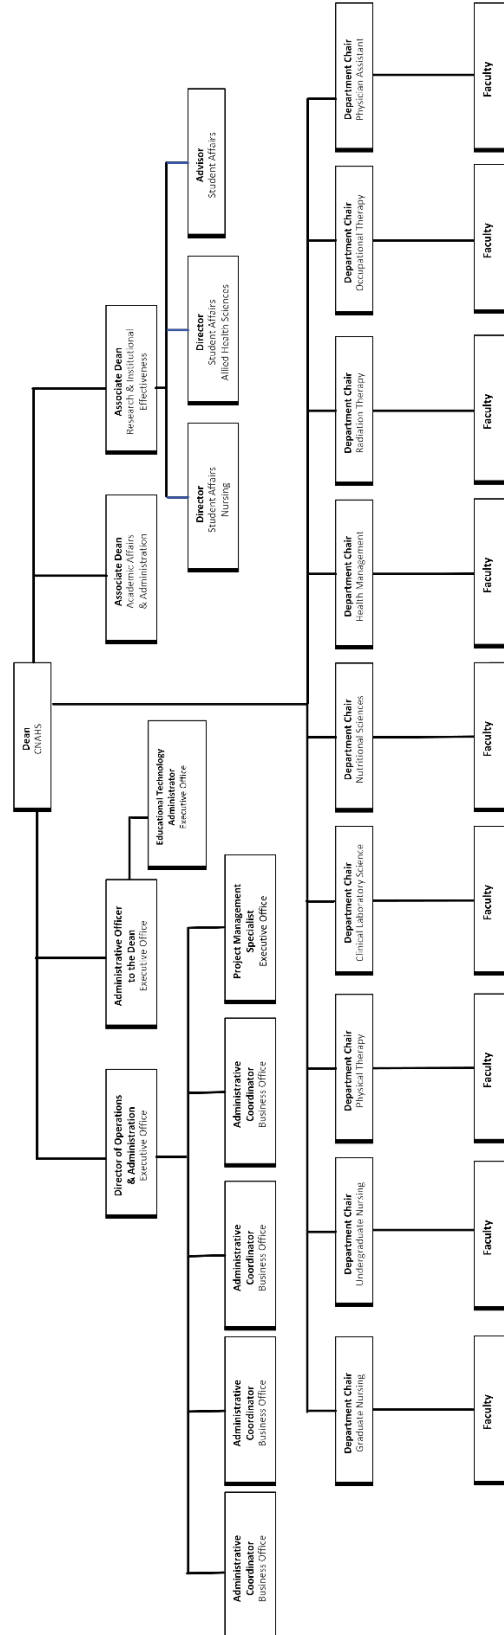 Dean
CNAHS
Director of Operations
& Administration
Executive Office
Administrative Officer
to the Dean
Executive Office
Associate Dean
Academic Affairs
& Administration
Associate Dean
Research & Institutional
Effectiveness
Educational Technology
Administrator
Executive Office
Director
Student Affairs
Nursing
Director
Student Affairs
Allied Health Sciences
Advisor
Student Affairs
Administrative
Coordinator
Business Office
Administrative
Coordinator
Business Office
Administrative
Coordinator
Business Office
Administrative
Coordinator
Business Office
Project Management
Specialist
Executive Office
Department Chair
Graduate Nursing
Department Chair
Undergraduate Nursing
Department Chair
Physical Therapy
Department Chair
Clinical Laboratory Science
Department Chair
Nutritional Sciences
Department Chair
Health Management
Department Chair
Radiation Therapy
Department Chair
Occupational Therapy
Department Chair
Physician Assistant
Faculty
Faculty
Faculty
Faculty
Faculty
Faculty
Faculty
Faculty
Faculty